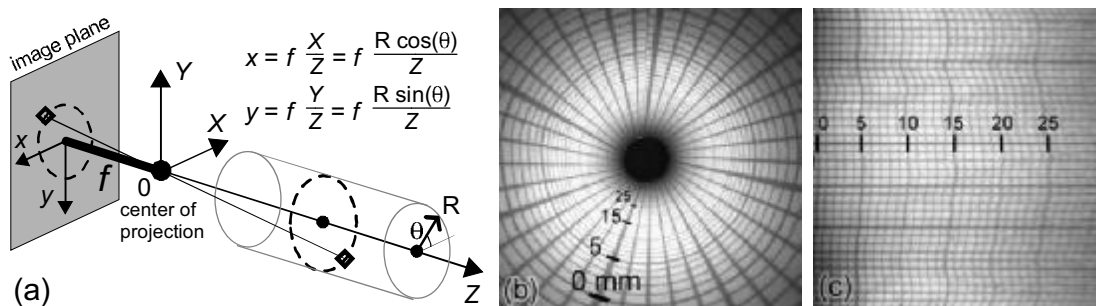 image plane
x
y
f
0
center of
projection
Y
X
x = f X/Z = f R cos(θ)/Z
y = f Y/Z = f R sin(θ)/Z
R
θ
Z
(a)
25
15
5
0 mm
(b)
0 5 10 15 20 25
(c)